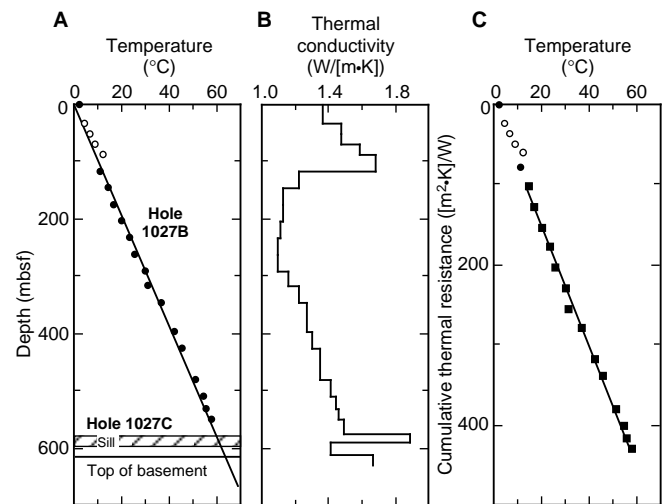 A
Temperature
(°C)
0 20 40 60
0
200
400
600
Depth (mbsf)
Hole
1027B
Hole 1027C
Sill
Top of basement
B
Thermal
conductivity
(W/[m•K])
1.0 1.4 1.8
C
Temperature
(°C)
0 20 40 60
0
200
400
Cumulative thermal resistance ([m²•K]/W)